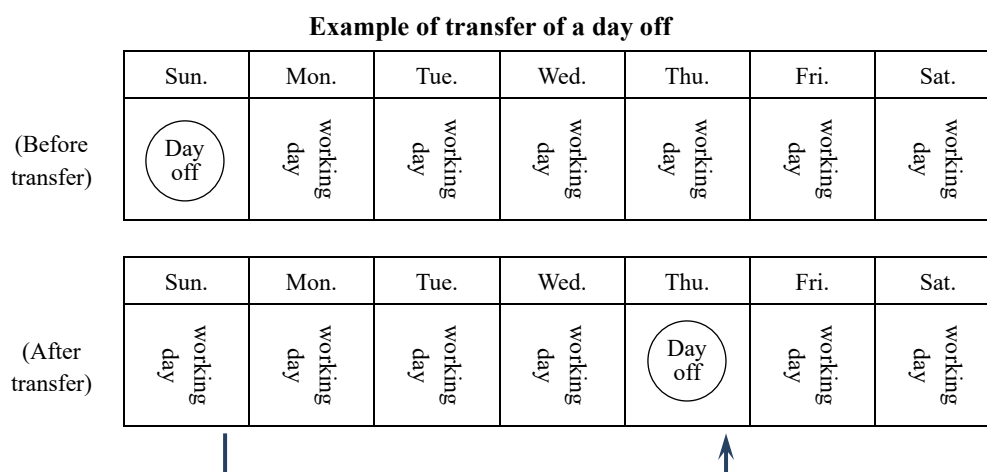 Example of transfer of a day off
Sun. Mon. Tue. Wed. Thu. Fri. Sat.
(Before
transfer)
Day
off
working
day
working
day
working
day
working
day
working
day
working
day
Sun. Mon. Tue. Wed. Thu. Fri. Sat.
(After
transfer)
working
day
working
day
working
day
working
day
Day
off
working
day
working
day